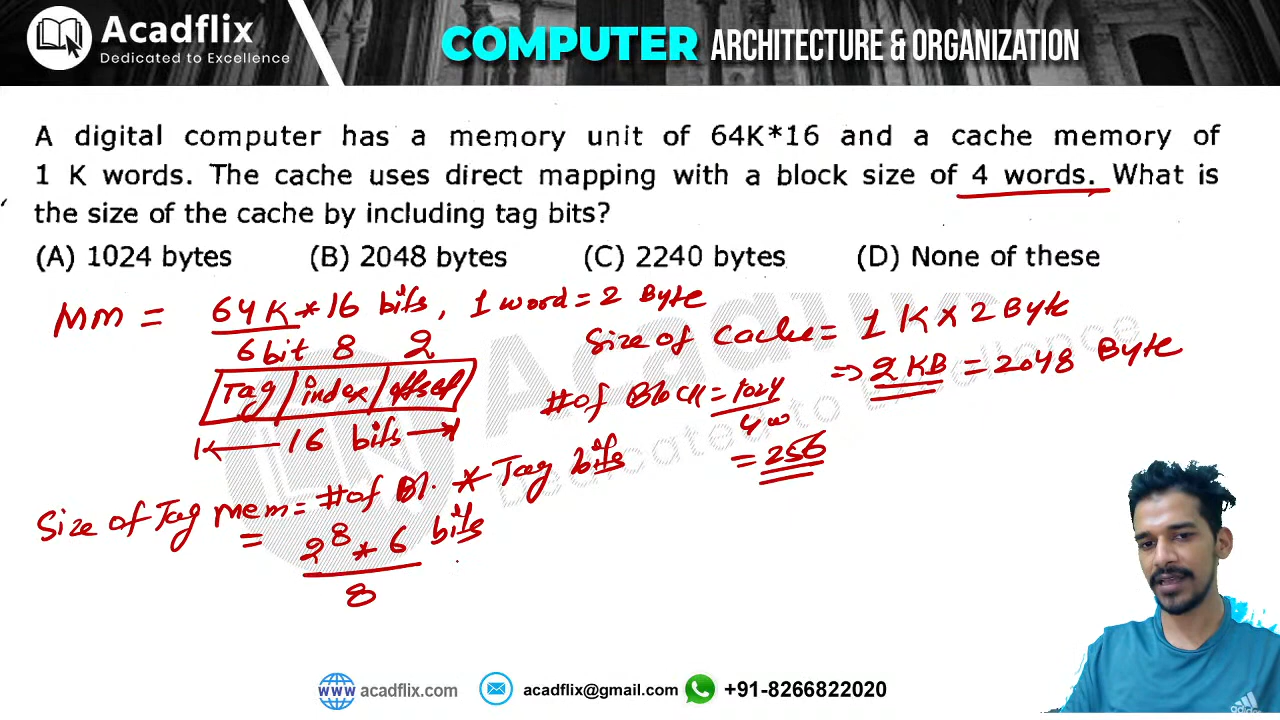 Acadflix
Dedicated to Excellence
COMPUTER ARCHITECTURE & ORGANIZATION
A digital computer has a memory unit of 64K*16 and a cache memory of
1 K words. The cache uses direct mapping with a block size of 4 words. What is
the size of the cache by including tag bits?
(A) 1024 bytes (B) 2048 bytes (C) 2240 bytes (D) None of these
MM = 64K * 16 bits, 1 word = 2 Byte
6 bit 8 2
Tag index offset
16 bits
Size of Cache = 1 K x 2 Byte
=> 2 KB = 2048 Byte
# of Block = 1024
4 w
= 256
Size of Tag Mem = # of Bl. * Tag bits
= 2^8 * 6 bits
8
Acadflix
Dedicated to Excellence
www acadflix.com
acadflix@gmail.com
+91-8266822020
adidas